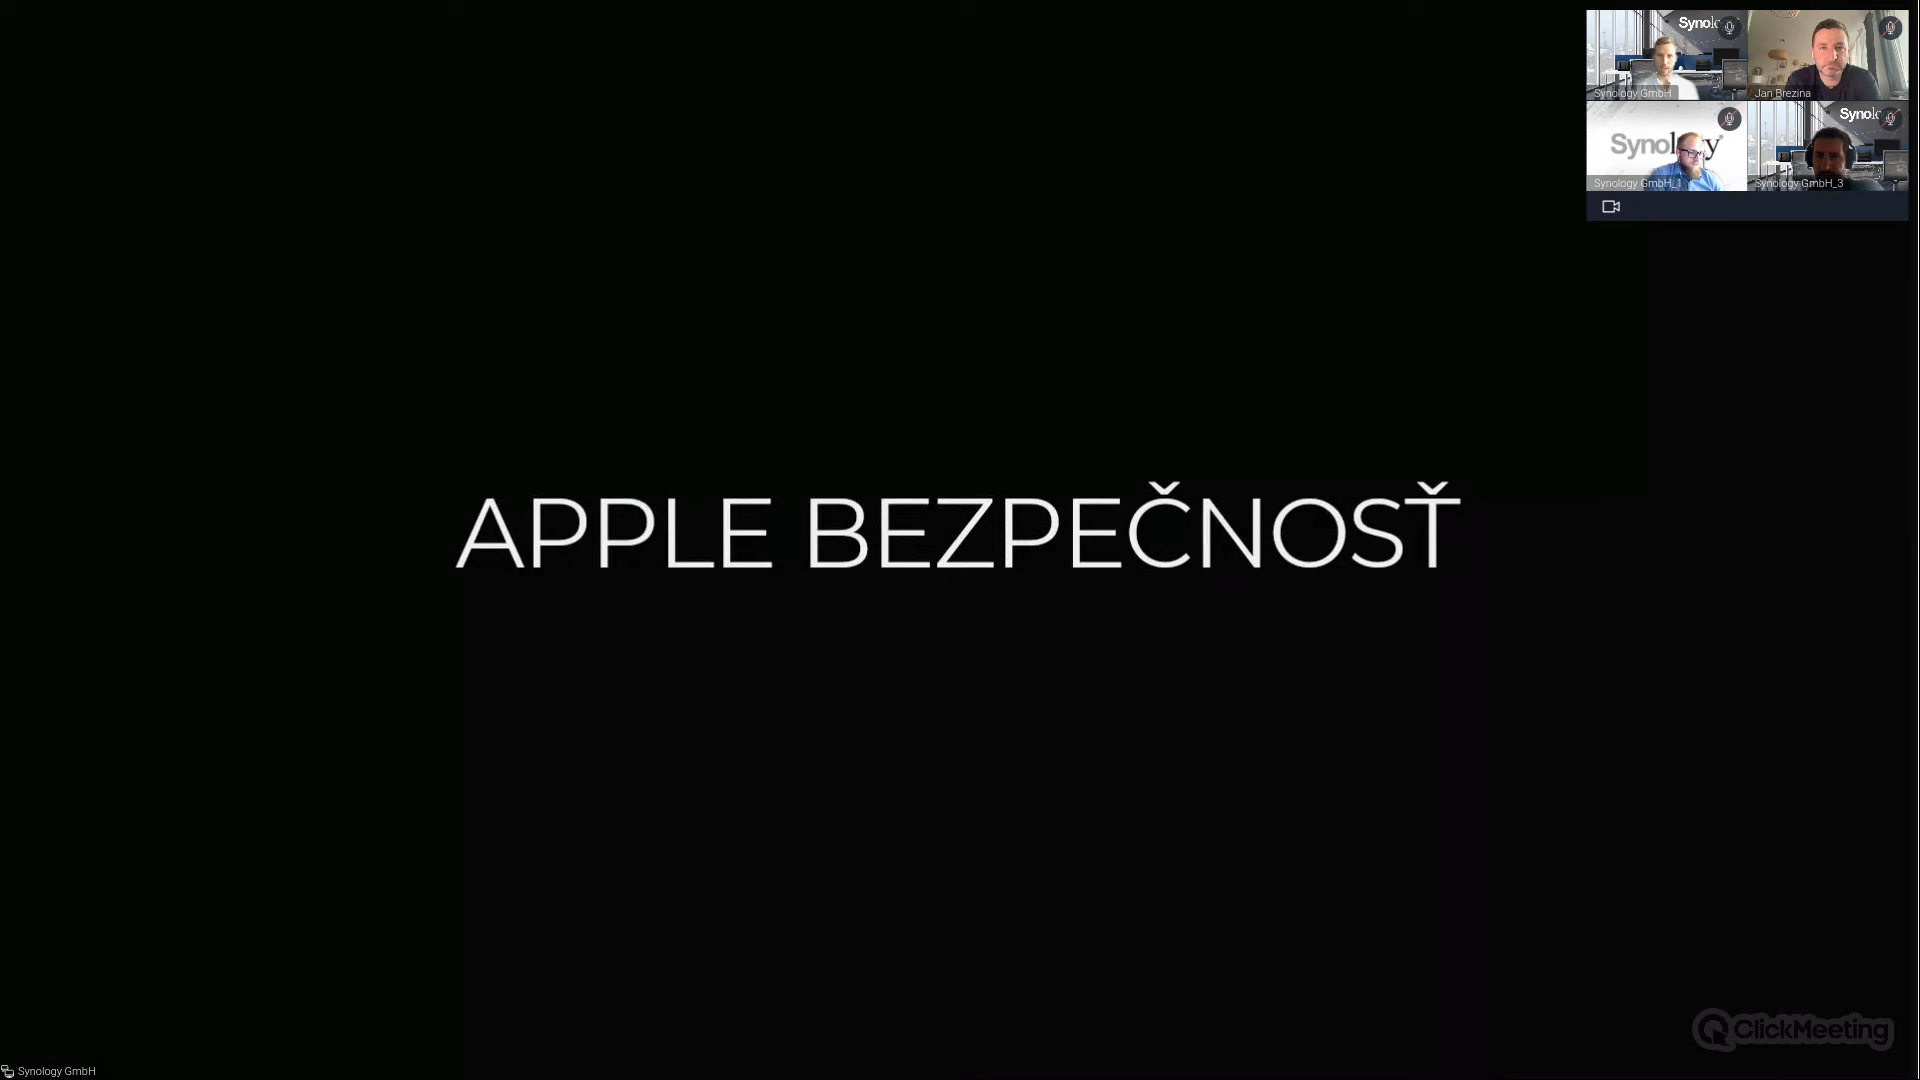 Synology GmbH
Jan Brezina
Synology
Synology GmbH_1
Synology GmbH_3
APPLE BEZPEČNOSŤ
ClickMeeting
Synology GmbH